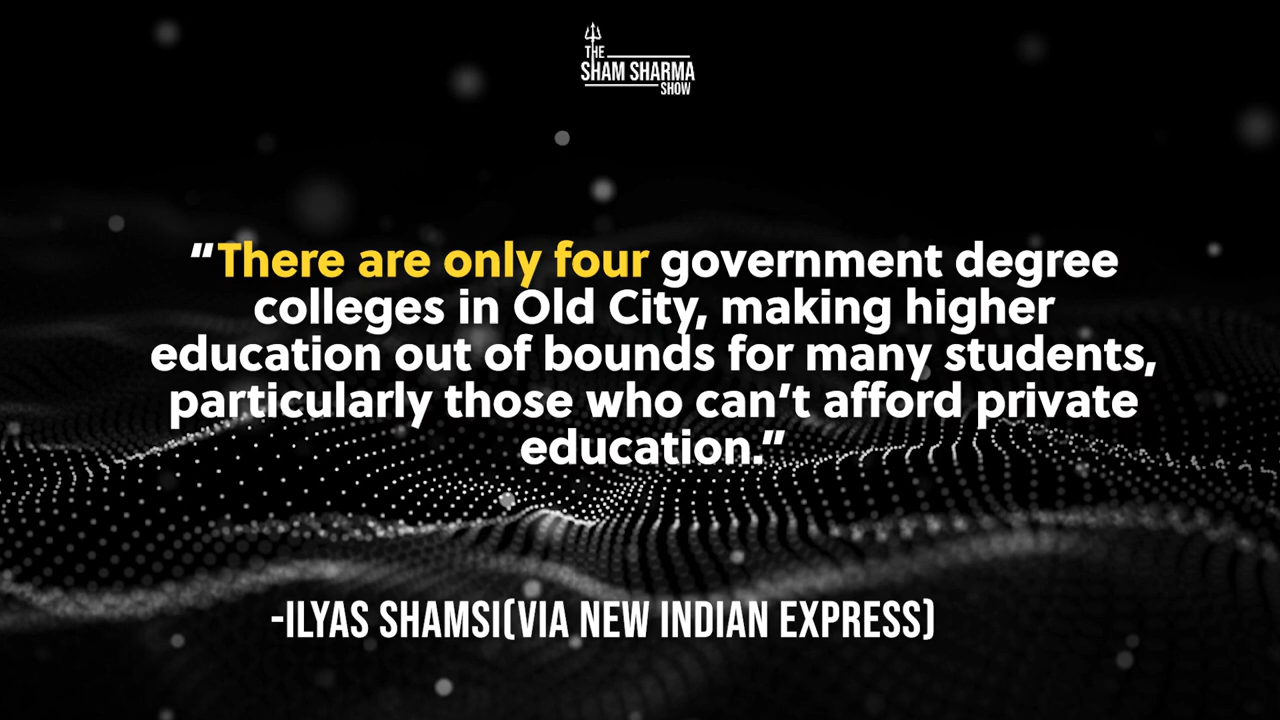 THE
SHAM SHARMA
SHOW
“There are only four government degree
colleges in Old City, making higher
education out of bounds for many students,
particularly those who can’t afford private
education.”
-ILYAS SHAMSI(VIA NEW INDIAN EXPRESS)